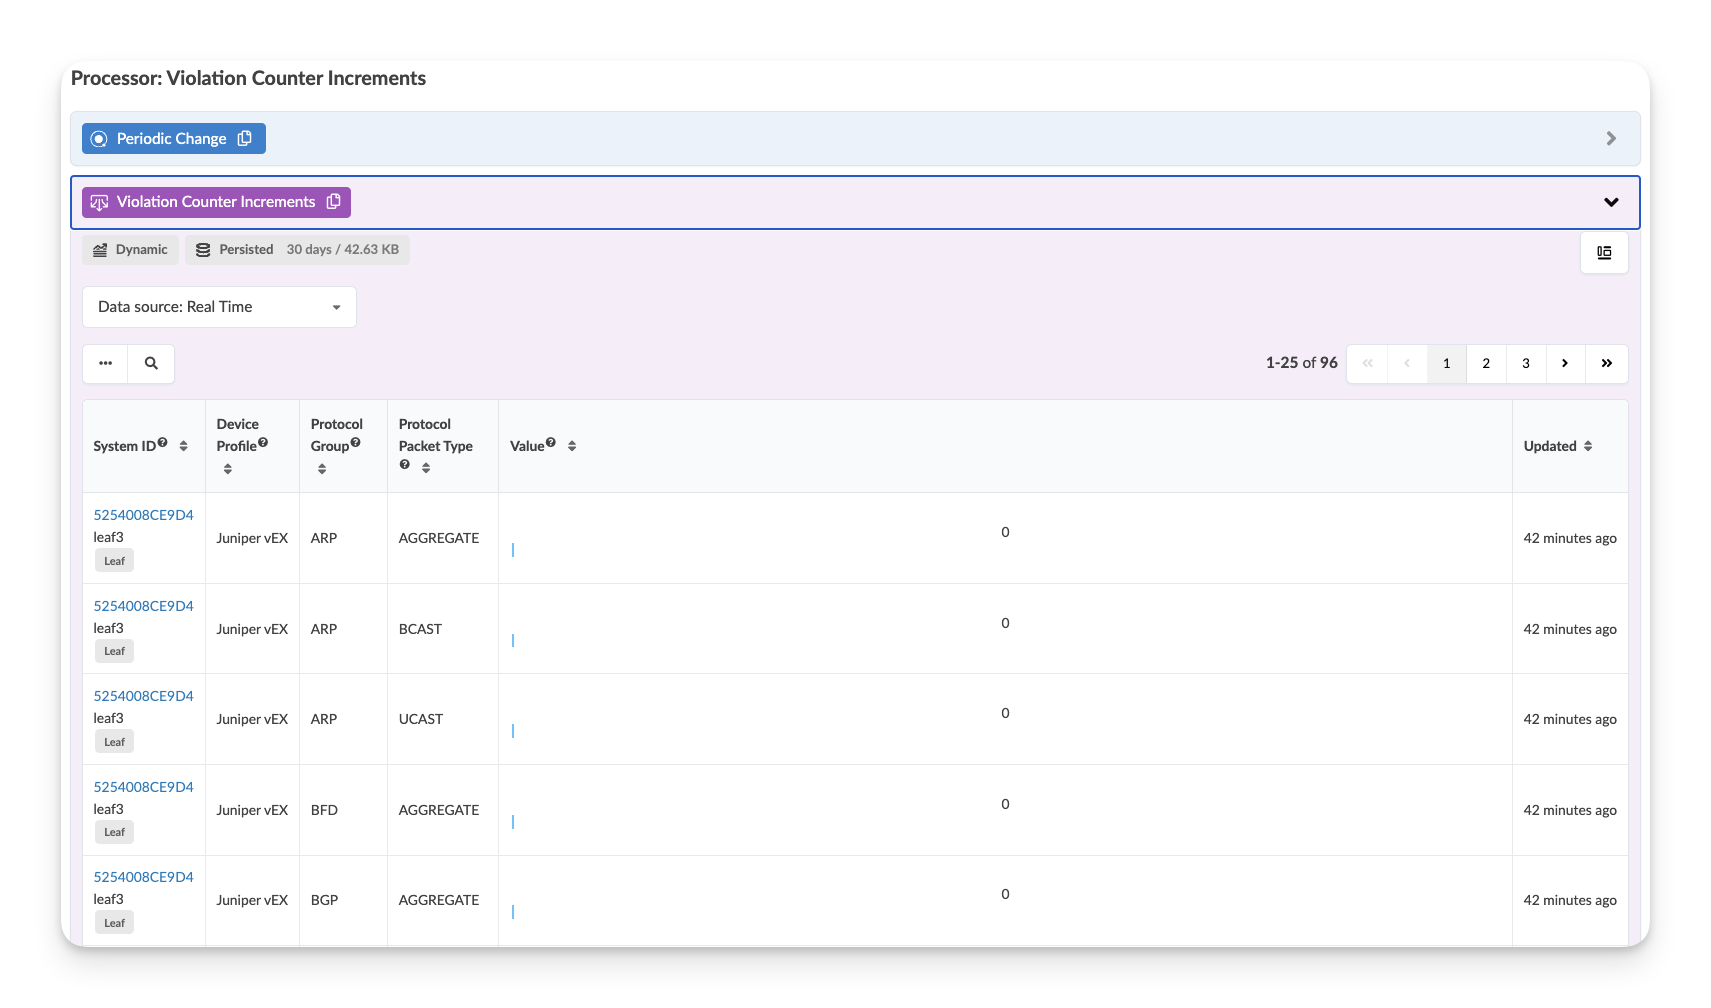 Processor: Violation Counter Increments
Periodic Change
Violation Counter Increments
Dynamic
Persisted 30 days / 42.63 KB
Data source: Real Time
1-25 of 96 « ‹ 1 2 3 › »
System ID? Device Profile? Protocol Group? Protocol Packet Type ? Value? Updated
5254008CE9D4
leaf3 Juniper vEX ARP AGGREGATE 0 42 minutes ago
Leaf
5254008CE9D4
leaf3 Juniper vEX ARP BCAST 0 42 minutes ago
Leaf
5254008CE9D4
leaf3 Juniper vEX ARP UCAST 0 42 minutes ago
Leaf
5254008CE9D4
leaf3 Juniper vEX BFD AGGREGATE 0 42 minutes ago
Leaf
5254008CE9D4
leaf3 Juniper vEX BGP AGGREGATE 0 42 minutes ago
Leaf